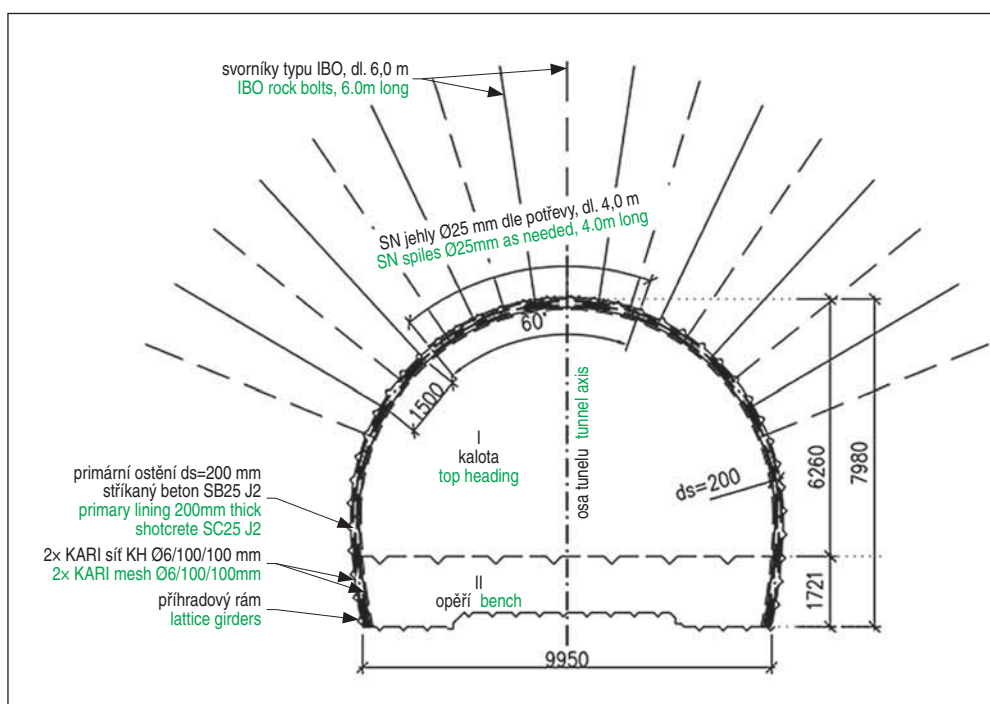 svorníky typu IBO, dl. 6,0 m
IBO rock bolts, 6.0m long
SN jehly Ø25 mm dle potřevy, dl. 4,0 m
SN spiles Ø25mm as needed, 4.0m long
60°
1500
I
kalota
top heading
osa tunelu tunnel axis
ds=200
6260
7980
primární ostění ds=200 mm
stříkaný beton SB25 J2
primary lining 200mm thick
shotcrete SC25 J2
2x KARI síť KH Ø6/100/100 mm
2x KARI mesh Ø6/100/100mm
příhradový rám
lattice girders
II
opěří bench
1721
9950